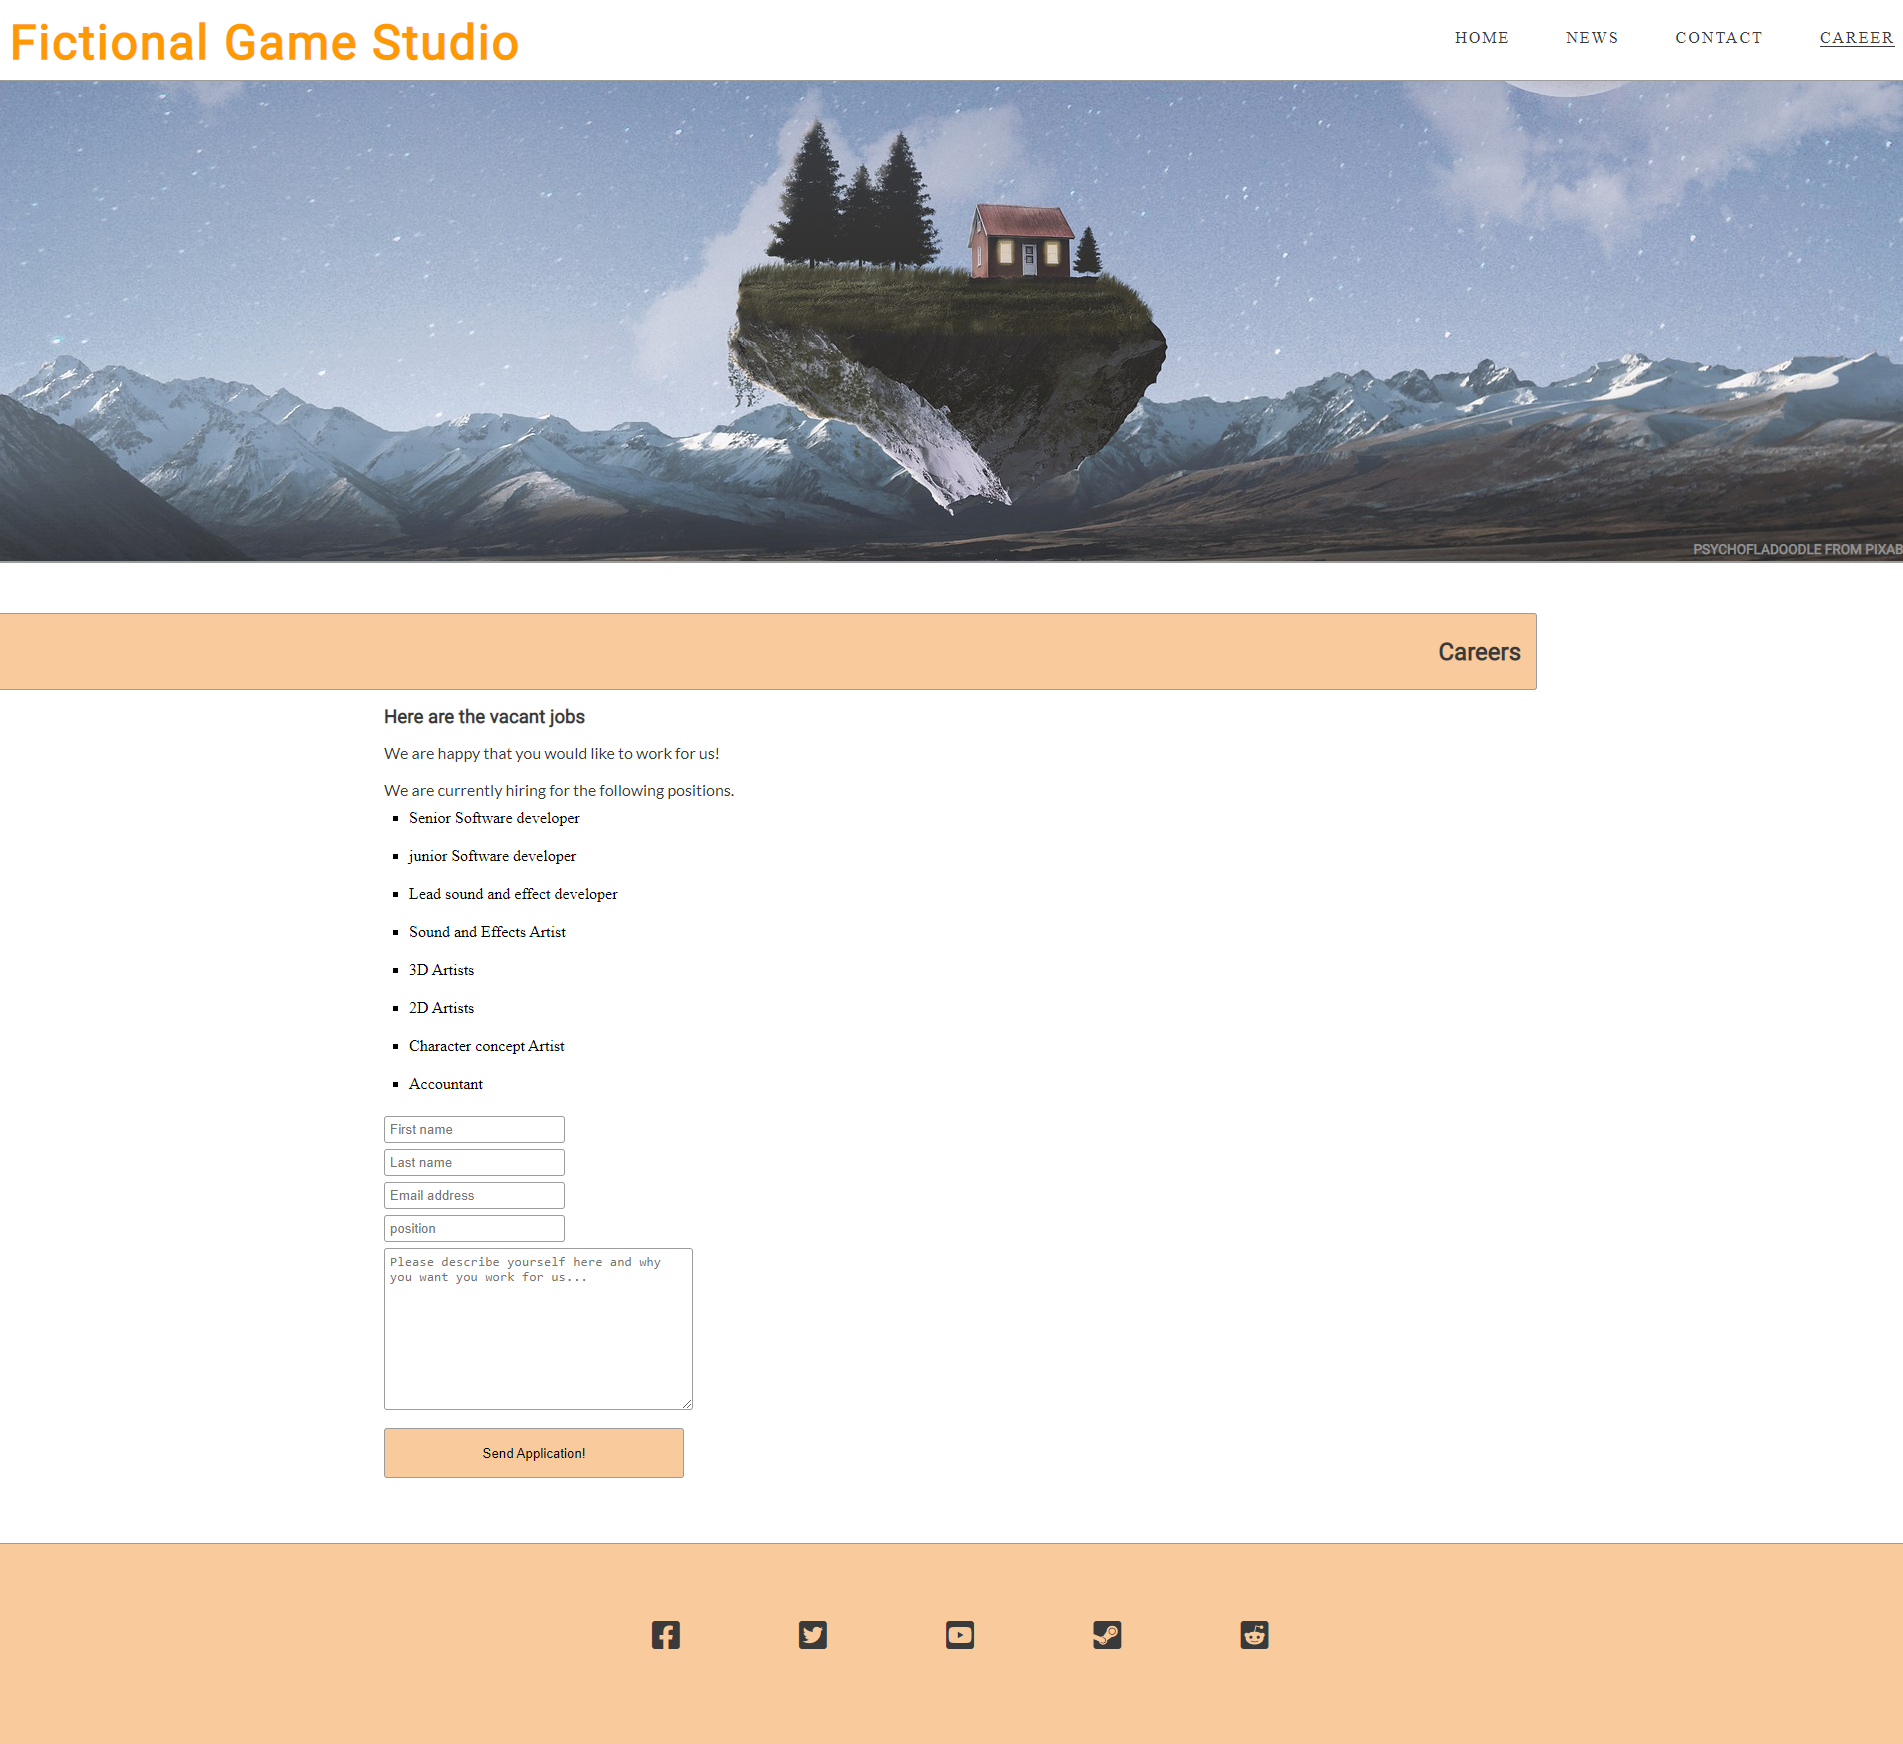 Fictional Game Studio
HOME NEWS CONTACT CAREER
PSYCHOFLADOODLE FROM PIXAB
Careers
Here are the vacant jobs
We are happy that you would like to work for us!
We are currently hiring for the following positions.
Senior Software developer
junior Software developer
Lead sound and effect developer
Sound and Effects Artist
3D Artists
2D Artists
Character concept Artist
Accountant
First name
Last name
Email address
position
Please describe yourself here and why
you want you work for us...
Send Application!